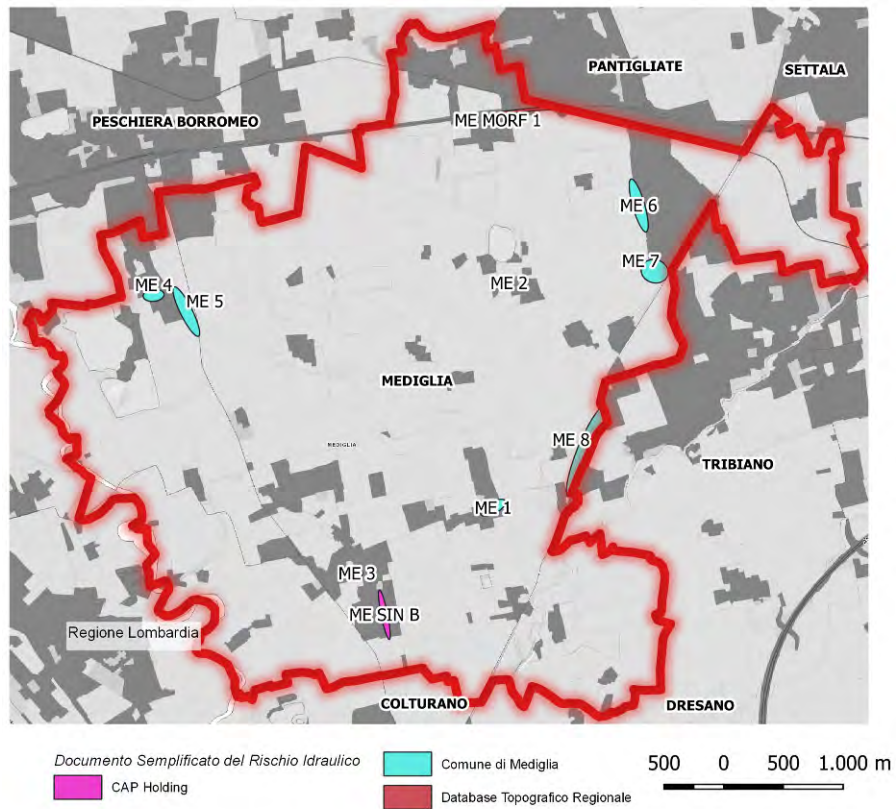 PANTIGLIATE
SETTALA
PESCHIERA BORROMEO
ME MORF 1
ME 6
ME 7
ME 4
ME 2
ME 5
MEDIGLIA
MEDIGLIA
ME 8
TRIBIANO
ME 1
ME 3
ME SIN B
Regione Lombardia
COLTURANO
DRESANO
Documento Semplificato del Rischio Idraulico
CAP Holding
Comune di Mediglia
Database Topografico Regionale
500 0 500 1.000 m